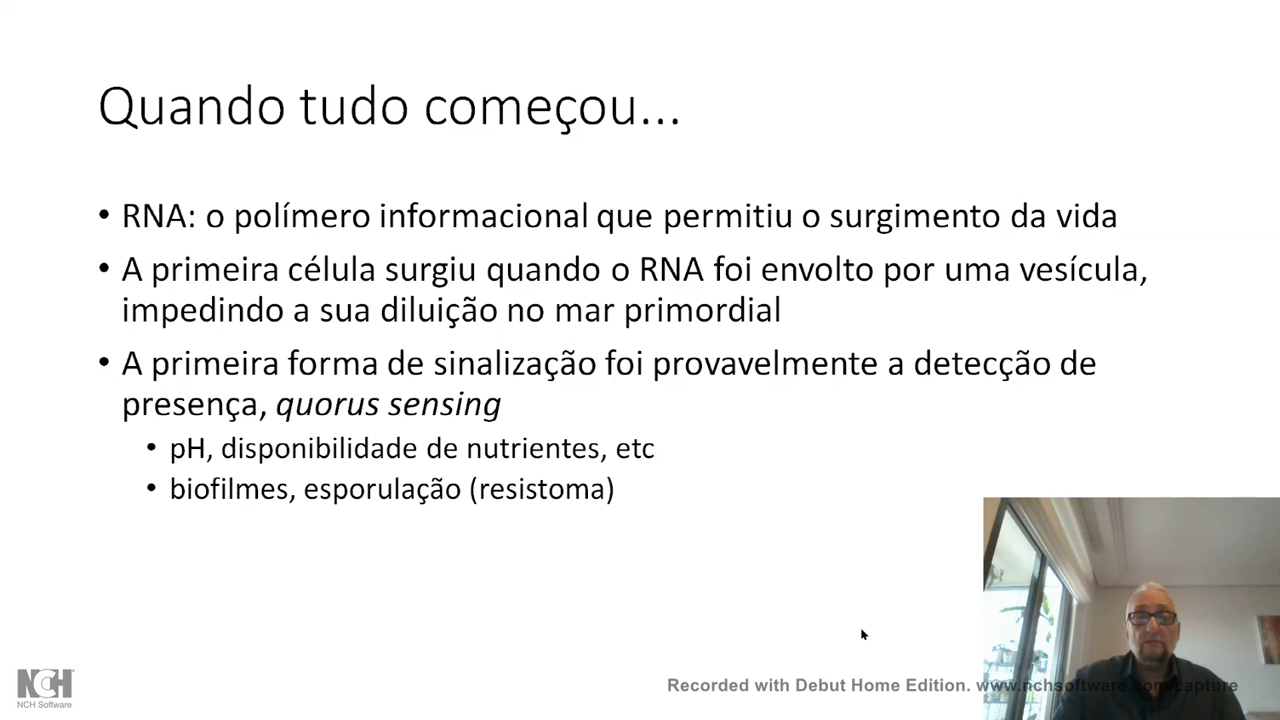 Quando tudo começou...
• RNA: o polímero informacional que permitiu o surgimento da vida
• A primeira célula surgiu quando o RNA foi envolto por uma vesícula,
impedindo a sua diluição no mar primordial
• A primeira forma de sinalização foi provavelmente a detecção de
presença, quorus sensing
• pH, disponibilidade de nutrientes, etc
• biofilmes, esporulação (resistoma)
NCH
NCH Software
Recorded with Debut Home Edition. www.nchsoftware.com/capture